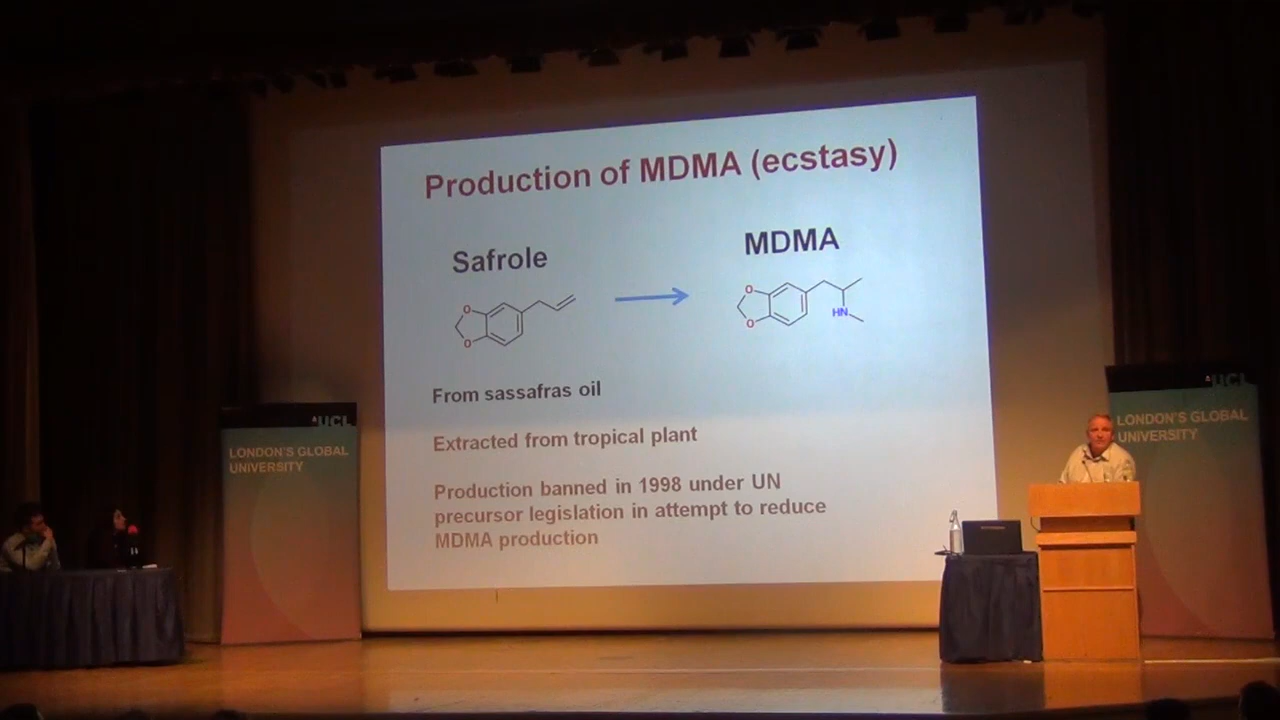 Production of MDMA (ecstasy)
Safrole
MDMA
O
O
O
O
HN
From sassafras oil
Extracted from tropical plant
Production banned in 1998 under UN
precursor legislation in attempt to reduce
MDMA production
UCL
LONDON'S GLOBAL
UNIVERSITY
UCL
LONDON'S GLOBAL
UNIVERSITY